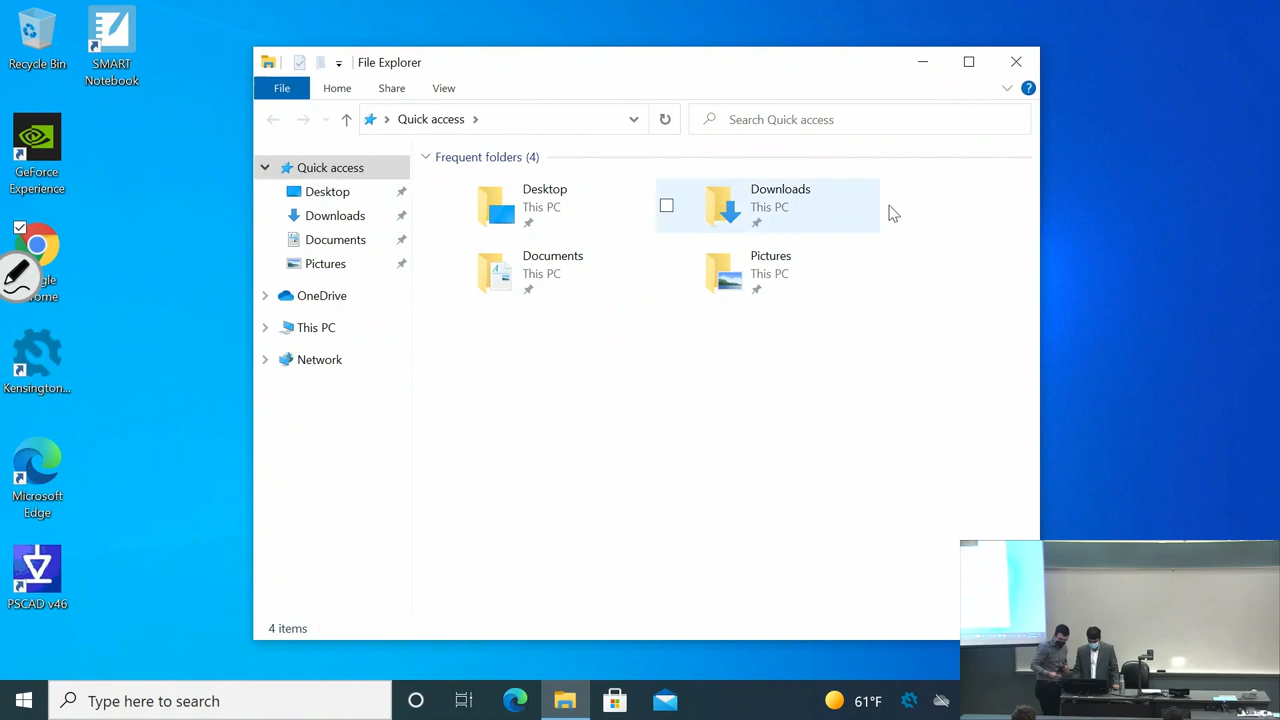 Recycle Bin
SMART
Notebook
GeForce
Experience
gle
ome
Kensington...
Microsoft
Edge
PSCAD v46
File Explorer
File
Home
Share
View
Quick access
Search Quick access
Quick access
Desktop
Downloads
Documents
Pictures
OneDrive
This PC
Network
Frequent folders (4)
Desktop
This PC
Downloads
This PC
Documents
This PC
Pictures
This PC
4 items
Type here to search
61°F